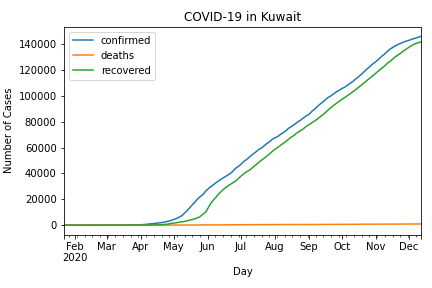 COVID-19 in Kuwait
confirmed
deaths
recovered
Number of Cases
140000
120000
100000
80000
60000
40000
20000
0
Feb Mar Apr May Jun Jul Aug Sep Oct Nov Dec
2020
Day